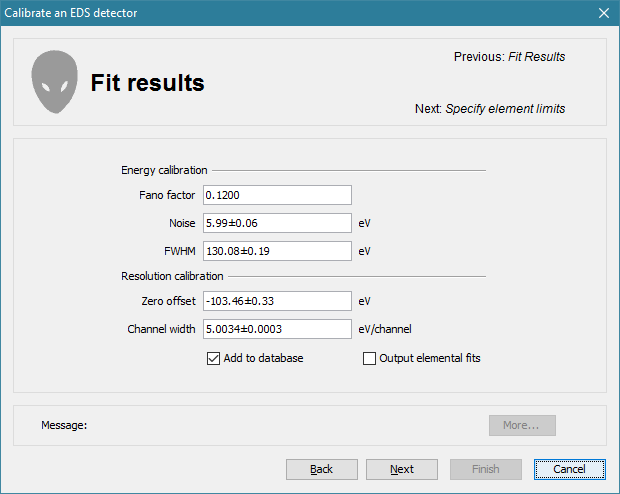 Calibrate an EDS detector
Previous: Fit Results
Fit results
Next: Specify element limits
Energy calibration
Fano factor 0.1200
Noise 5.99±0.06 eV
FWHM 130.08±0.19 eV
Resolution calibration
Zero offset -103.46±0.33 eV
Channel width 5.0034±0.0003 eV/channel
Add to database Output elemental fits
Message: More...
Back Next Finish Cancel